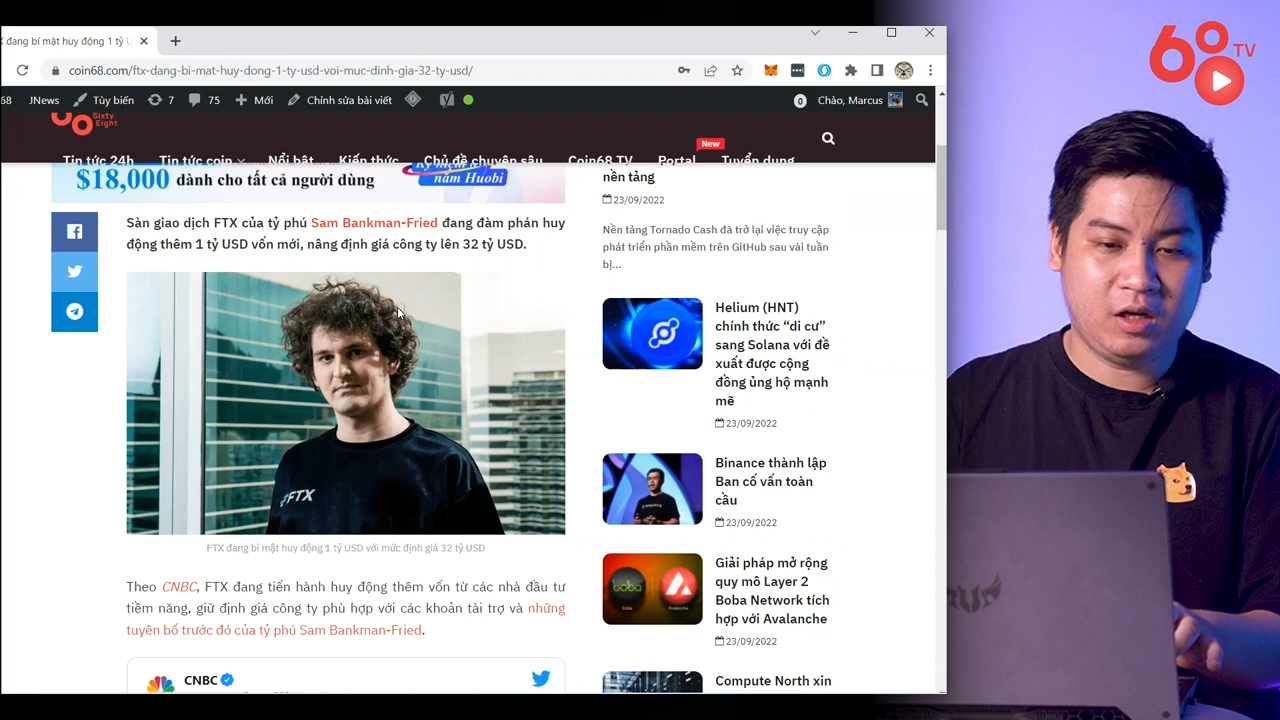 X đang bí mật huy động 1 tỷ U
coin68.com/ftx-dang-bi-mat-huy-dong-1-ty-usd-voi-muc-dinh-gia-32-ty-usd/
68 JNews Tùy biến 7 75 Mới Chỉnh sửa bài viết 0 Chào, Marcus
Sixty
Eight
New
Tin tức 24h Tin tức coin Nổi bật Kiến thức Chủ đề chuyên sâu Coin68 TV Portal Tuyển dụng
$18,000 dành cho tất cả người dùng
năm Huobi
Sàn giao dịch FTX của tỷ phú Sam Bankman-Fried đang đàm phán huy
động thêm 1 tỷ USD vốn mới, nâng định giá công ty lên 32 tỷ USD.
FTX
FTX đang bí mật huy động 1 tỷ USD với mức định giá 32 tỷ USD
Theo CNBC, FTX đang tiến hành huy động thêm vốn từ các nhà đầu tư
tiềm năng, giữ định giá công ty phù hợp với các khoản tài trợ và những
tuyên bố trước đó của tỷ phú Sam Bankman-Fried.
CNBC
nền tảng
23/09/2022
Nền tảng Tornado Cash đã trở lại việc truy cập
phát triển phần mềm trên GitHub sau vài tuần
bị...
Helium (HNT)
chính thức “di cư”
sang Solana với đề
xuất được cộng
đồng ủng hộ mạnh
mẽ
23/09/2022
Binance thành lập
Ban cố vấn toàn
cầu
23/09/2022
boba
Giải pháp mở rộng
quy mô Layer 2
Boba Network tích
hợp với Avalanche
23/09/2022
Compute North xin
68 TV